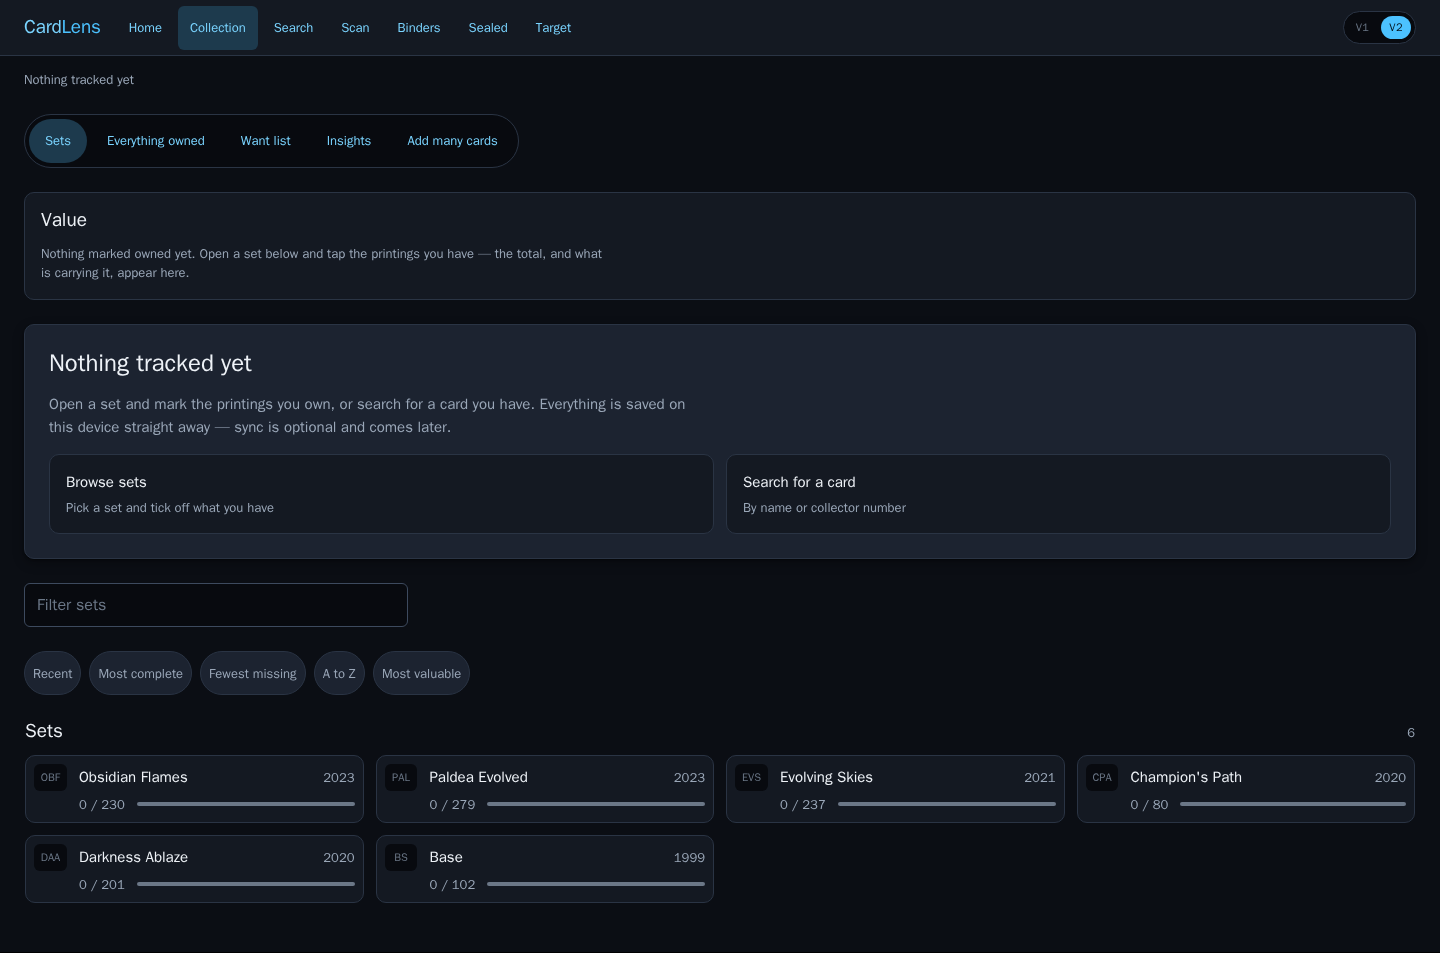 CardLens Home Collection Search Scan Binders Sealed Target V1 V2
Nothing tracked yet
Sets Everything owned Want list Insights Add many cards
Value
Nothing marked owned yet. Open a set below and tap the printings you have — the total, and what
is carrying it, appear here.
Nothing tracked yet
Open a set and mark the printings you own, or search for a card you have. Everything is saved on
this device straight away — sync is optional and comes later.
Browse sets
Pick a set and tick off what you have
Search for a card
By name or collector number
Filter sets
Recent Most complete Fewest missing A to Z Most valuable
Sets 6
OBF Obsidian Flames 2023
0 / 230
PAL Paldea Evolved 2023
0 / 279
EVS Evolving Skies 2021
0 / 237
CPA Champion's Path 2020
0 / 80
DAA Darkness Ablaze 2020
0 / 201
BS Base 1999
0 / 102